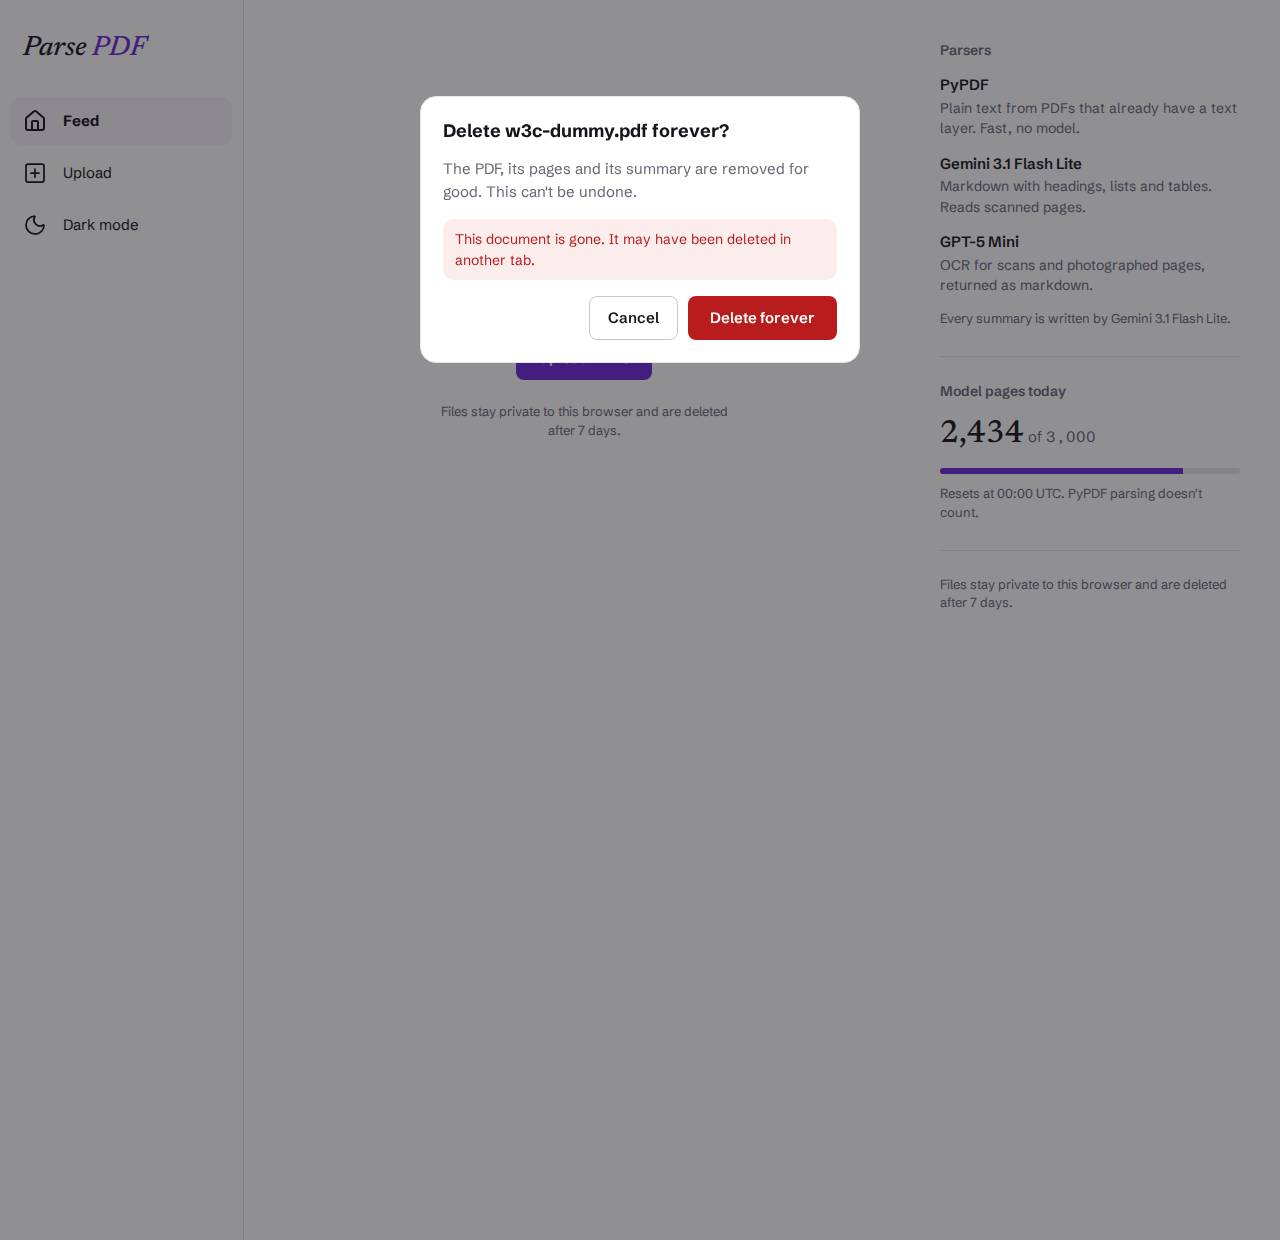 Parse PDF
Feed
Upload
Dark mode
Delete w3c-dummy.pdf forever?
The PDF, its pages and its summary are removed for
good. This can't be undone.
This document is gone. It may have been deleted in
another tab.
Cancel
Delete forever
Files stay private to this browser and are deleted
after 7 days.
Parsers
PyPDF
Plain text from PDFs that already have a text
layer. Fast, no model.
Gemini 3.1 Flash Lite
Markdown with headings, lists and tables.
Reads scanned pages.
GPT-5 Mini
OCR for scans and photographed pages,
returned as markdown.
Every summary is written by Gemini 3.1 Flash Lite.
Model pages today
2,434 of 3,000
Resets at 00:00 UTC. PyPDF parsing doesn't
count.
Files stay private to this browser and are deleted
after 7 days.